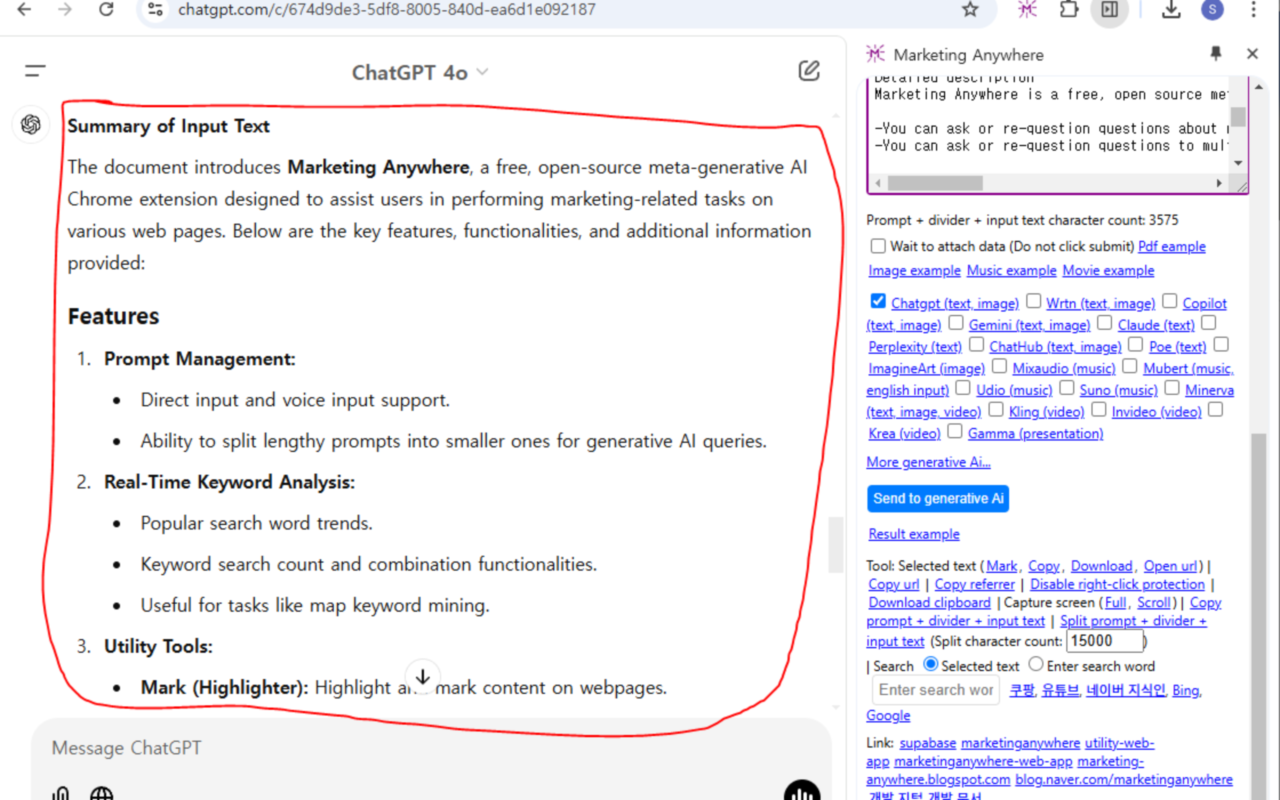 chatgpt.com/c/674d9de3-5df8-8005-840d-ea6d1e092187
S
ChatGPT 4o
Summary of Input Text
The document introduces Marketing Anywhere, a free, open-source meta-generative AI
Chrome extension designed to assist users in performing marketing-related tasks on
various web pages. Below are the key features, functionalities, and additional information
provided:
Features
1. Prompt Management:
• Direct input and voice input support.
• Ability to split lengthy prompts into smaller ones for generative AI queries.
2. Real-Time Keyword Analysis:
• Popular search word trends.
• Keyword search count and combination functionalities.
• Useful for tasks like map keyword mining.
3. Utility Tools:
• Mark (Highlighter): Highlight and mark content on webpages.
Message ChatGPT
Marketing Anywhere
Detailed description
Marketing Anywhere is a free, open source me
-You can ask or re-question questions about
-You can ask or re-question questions to mul
Prompt + divider + input text character count: 3575
Wait to attach data (Do not click submit) Pdf eample
Image example Music example Movie example
Chatgpt (text, image) Wrtn (text, image) Copilot
(text, image) Gemini (text, image) Claude (text)
Perplexity (text) ChatHub (text, image) Poe (text)
ImagineArt (image) Mixaudio (music) Mubert (music,
english input) Udio (music) Suno (music) Minerva
(text, image, video) Kling (video) Invideo (video)
Krea (video) Gamma (presentation)
More generative Ai...
Send to generative Ai
Result example
Tool: Selected text (Mark, Copy, Download, Open url) |
Copy url | Copy referrer | Disable right-click protection |
Download clipboard | Capture screen (Full, Scroll) | Copy
prompt + divider + input text | Split prompt + divider +
input text (Split character count: 15000)
| Search Selected text Enter search word
Enter search wor 쿠팡, 유튜브, 네이버 지식인, Bing,
Google
Link: supabase marketinganywhere utility-web-
app marketinganywhere-web-app marketing-
anywhere.blogspot.com blog.naver.com/marketinganywhere
개발 지턴 개발 문서